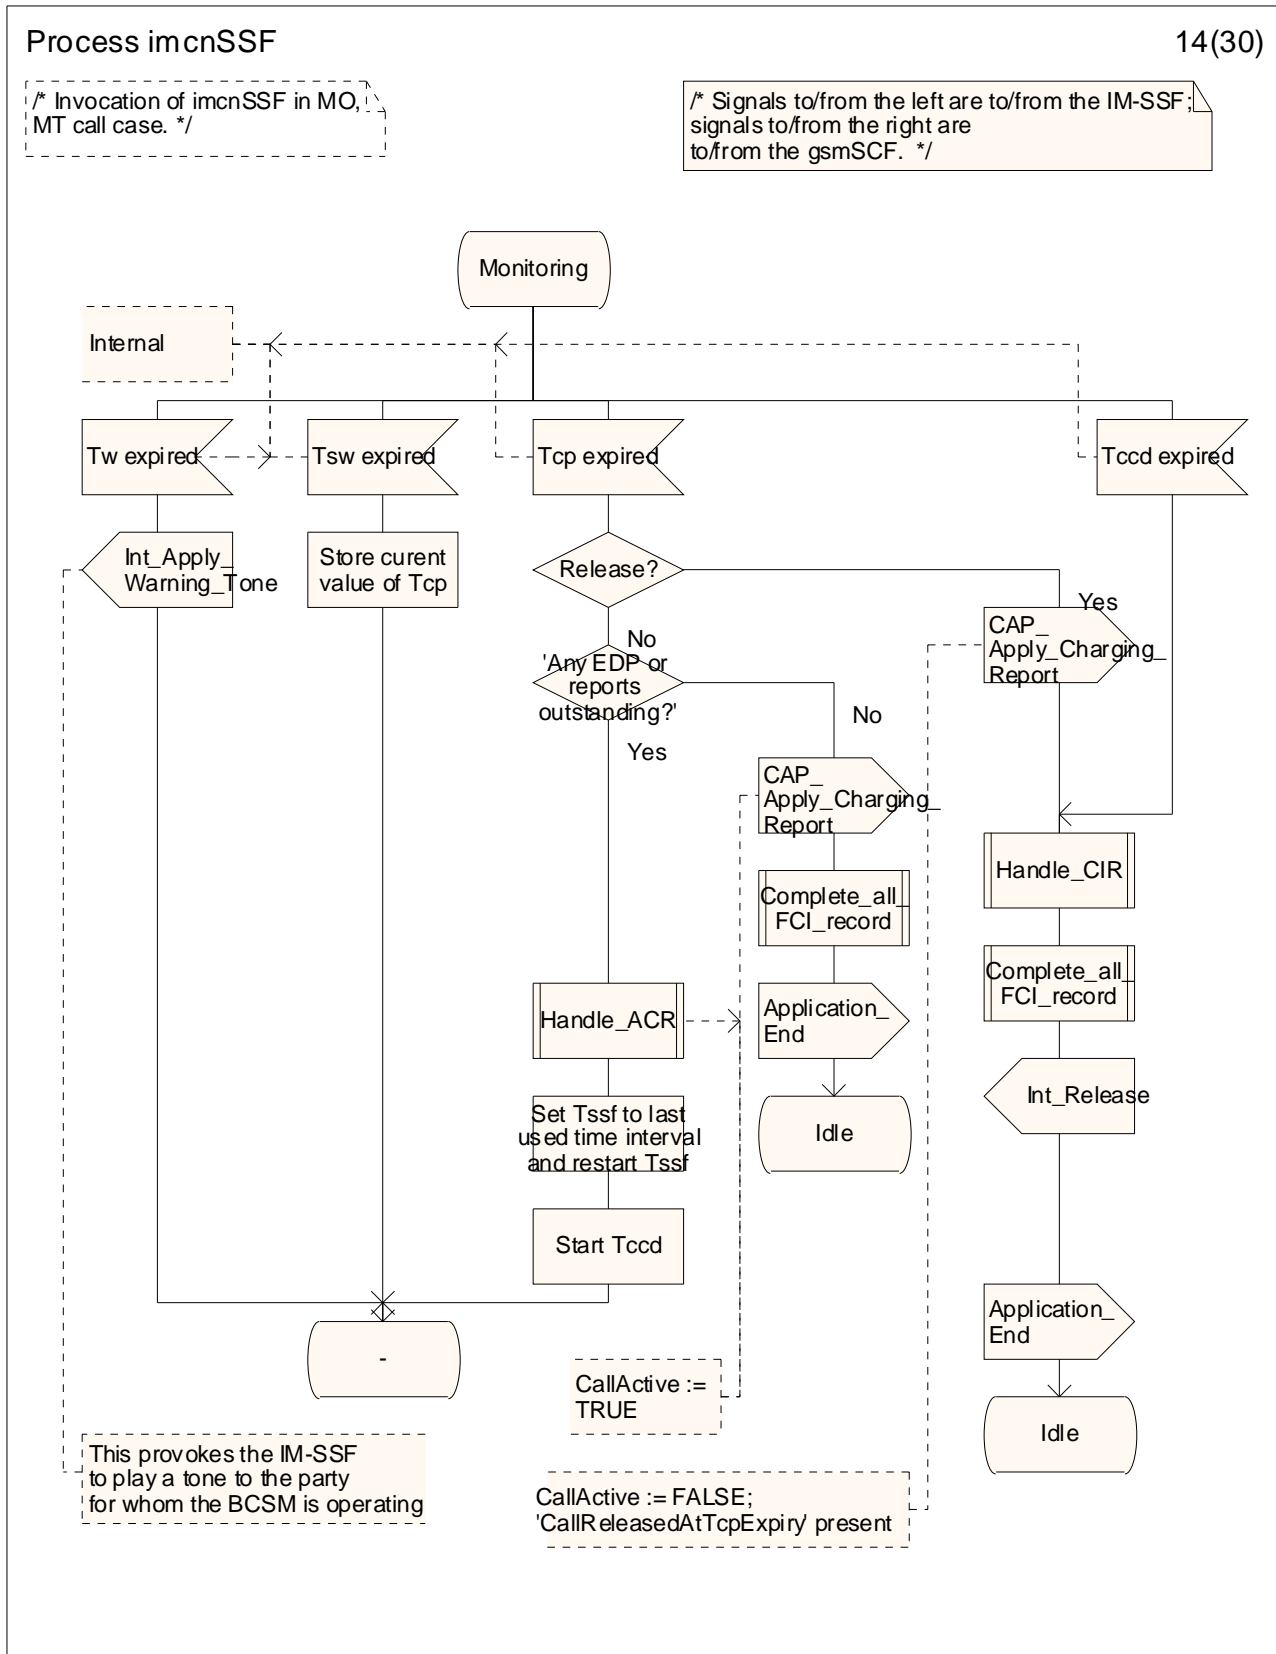 Process imcnSSF
14(30)
/* Invocation of imcnSSF in MO,
MT call case. */
/* Signals to/from the left are to/from the IM-SSF;
signals to/from the right are
to/from the gsmSCF. */
Monitoring
Internal
Tw expired
Tsw expired
Tcp expired
Tccd expired
Int_Apply_
Warning_Tone
Store curent
value of Tcp
Release?
Yes
No
CAP_
Apply_Charging_
Report
'Any EDP or
reports
outstanding?'
No
Yes
CAP_
Apply_Charging_
Report
Handle_CIR
Complete_all_
FCI_record
Complete_all_
FCI_record
Handle_ACR
Application_
End
Int_Release
Set Tssf to last
used time interval
and restart Tssf
Idle
Start Tccd
Application_
End
-
CallActive :=
TRUE
Idle
This provokes the IM-SSF
to play a tone to the party
for whom the BCSM is operating
CallActive := FALSE;
'CallReleasedAtTcpExpiry' present